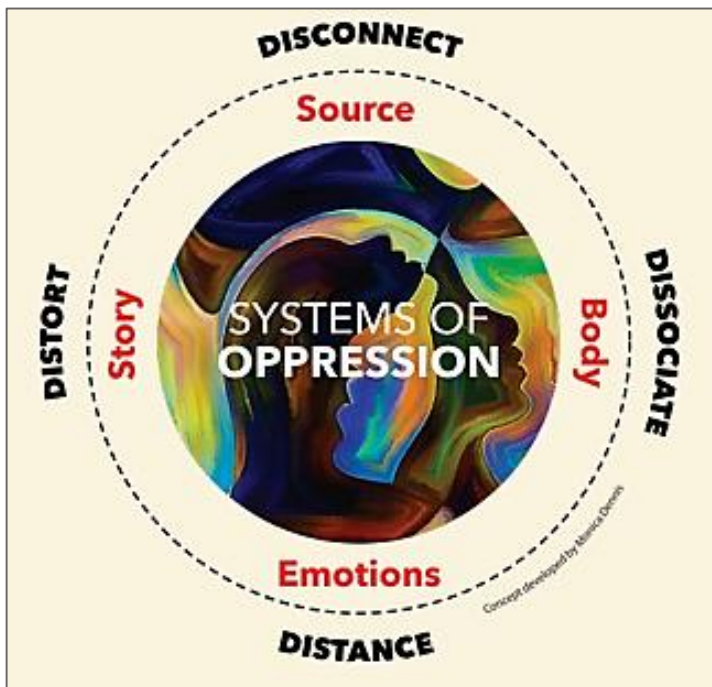 DISCONNECT
Source
DISTORT
Story
SYSTEMS OF
OPPRESSION
Body
DISSOCIATE
Emotions
DISTANCE
Concept developed by Monica Dennis